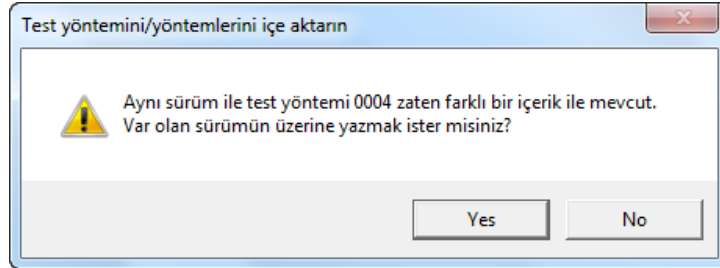 Test yöntemini/yöntemlerini içe aktarın
Aynı sürüm ile test yöntemi 0004 zaten farklı bir içerik ile mevcut.
Var olan sürümün üzerine yazmak ister misiniz?
Yes
No